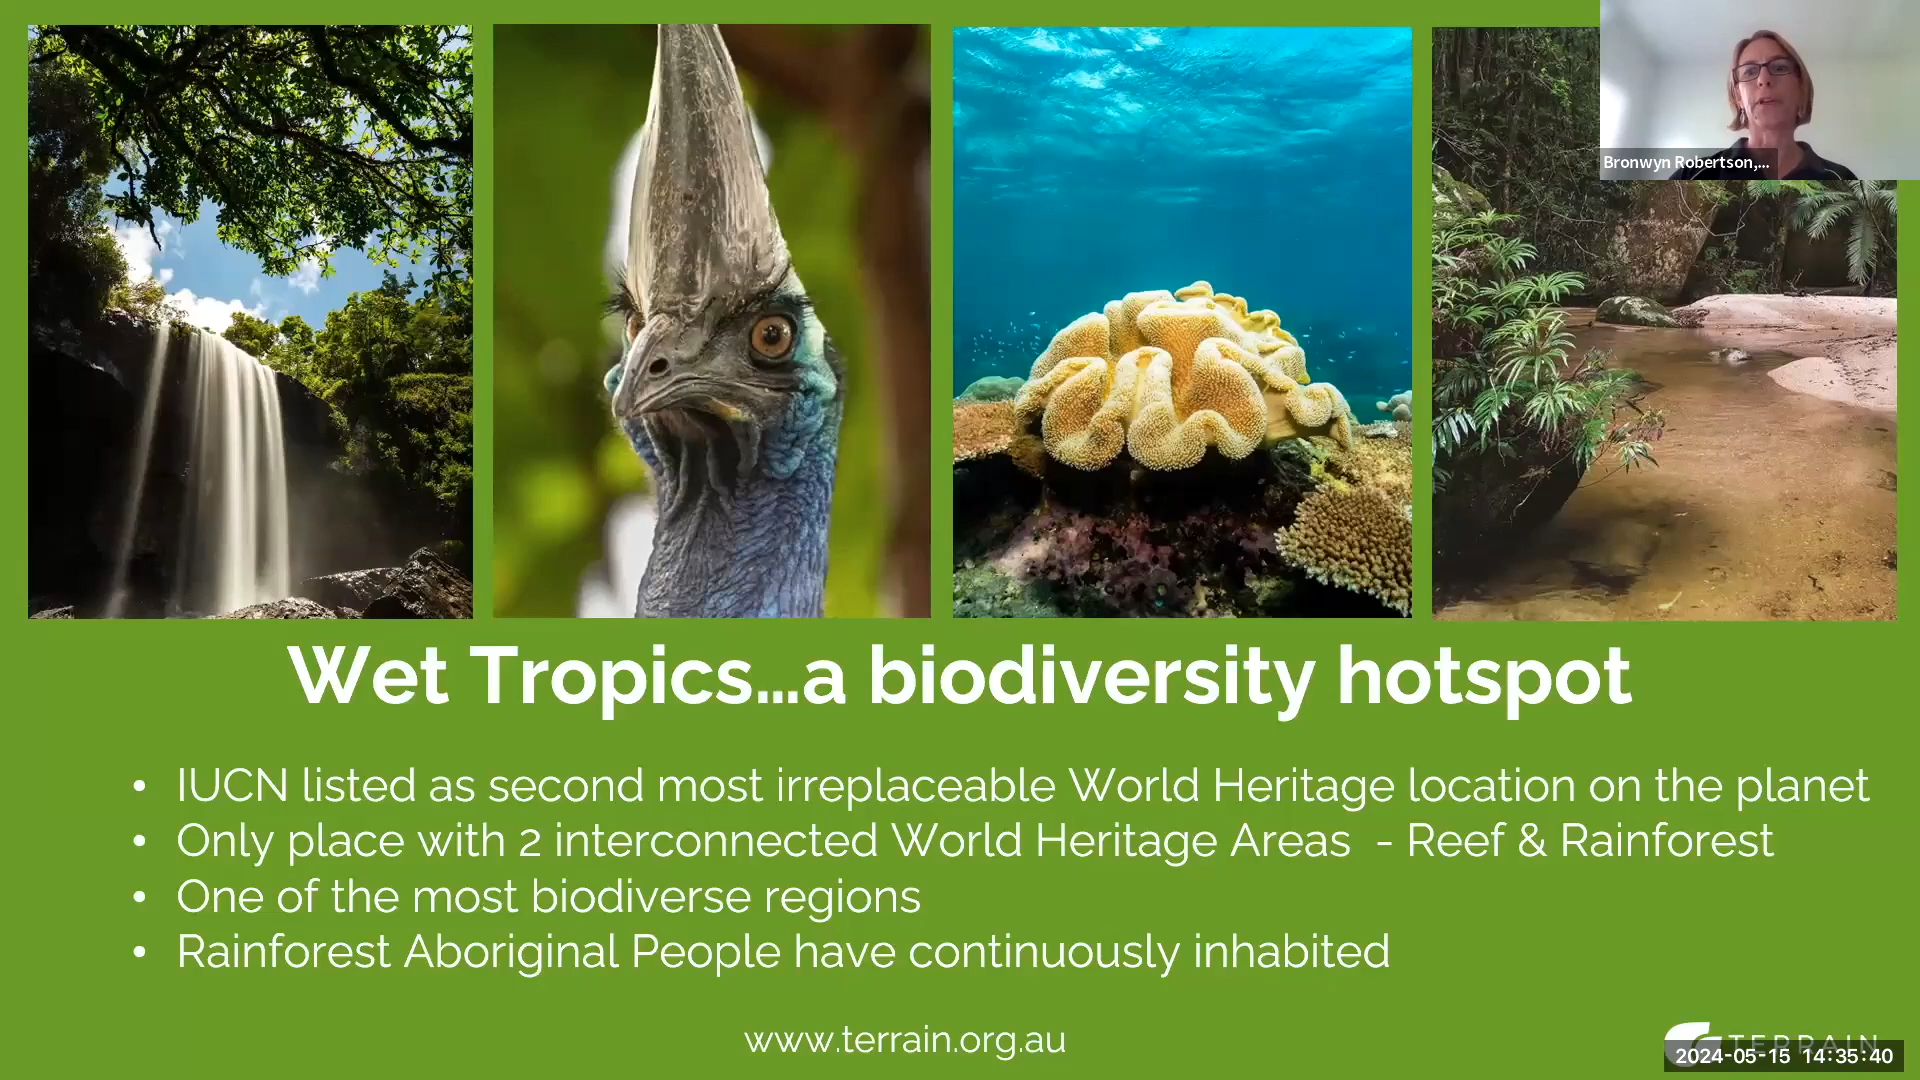 Bronwyn Robertson,...
Wet Tropics...a biodiversity hotspot
• IUCN listed as second most irreplaceable World Heritage location on the planet
• Only place with 2 interconnected World Heritage Areas - Reef & Rainforest
• One of the most biodiverse regions
• Rainforest Aboriginal People have continuously inhabited
www.terrain.org.au
TERRAIN
2024-05-15 14:35:40